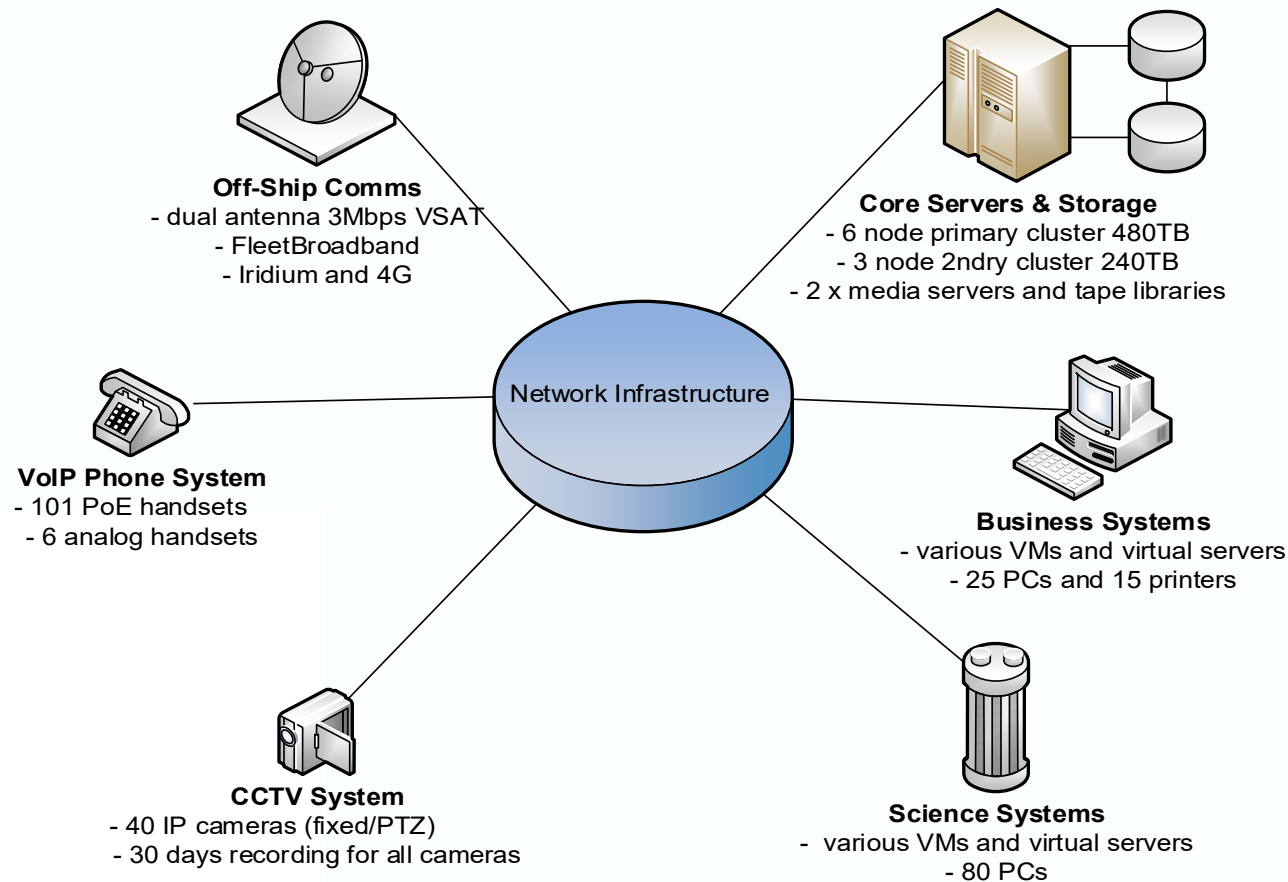 Off-Ship Comms
- dual antenna 3Mbps VSAT
- FleetBroadband
- Iridium and 4G
Core Servers & Storage
- 6 node primary cluster 480TB
- 3 node 2ndry cluster 240TB
- 2 x media servers and tape libraries
Network Infrastructure
VoIP Phone System
- 101 PoE handsets
- 6 analog handsets
Business Systems
- various VMs and virtual servers
- 25 PCs and 15 printers
CCTV System
- 40 IP cameras (fixed/PTZ)
- 30 days recording for all cameras
Science Systems
- various VMs and virtual servers
- 80 PCs